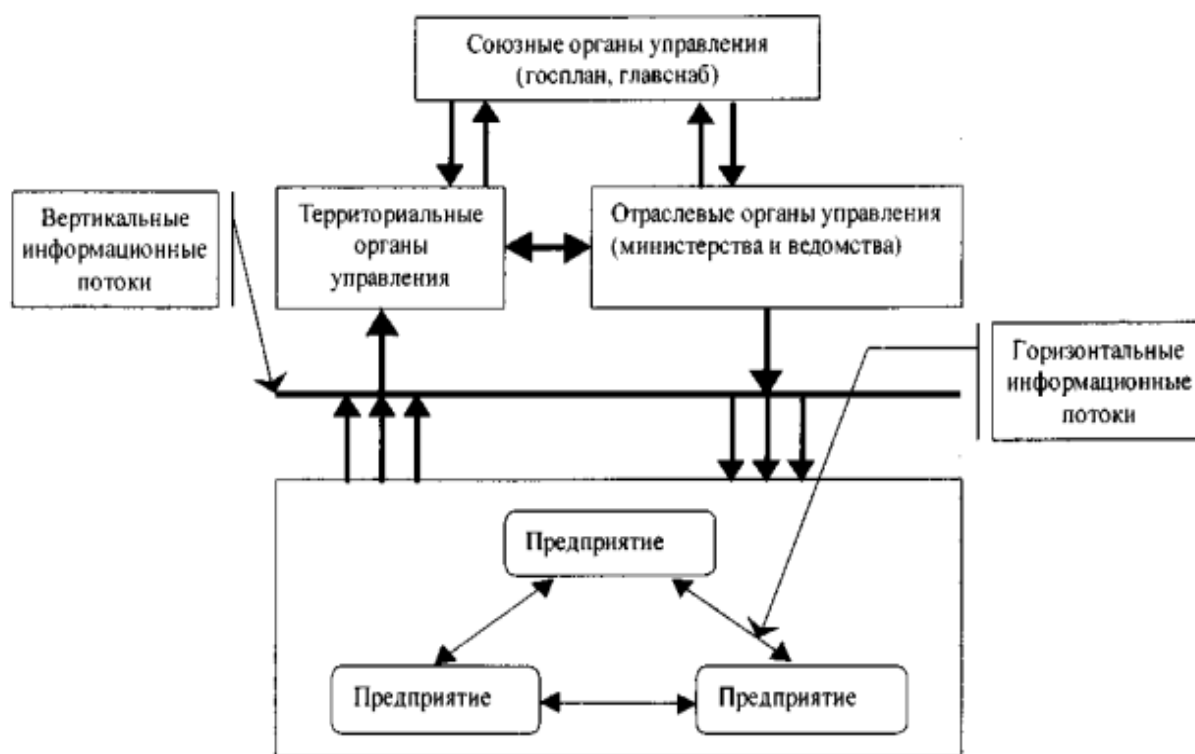 Союзные органы управления
(госплан, главснаб)
Вертикальные
информационные
потоки
Территориальные
органы
управления
Отраслевые органы управления
(министерства и ведомства)
Горизонтальные
информационные
потоки
Предприятие
Предприятие
Предприятие